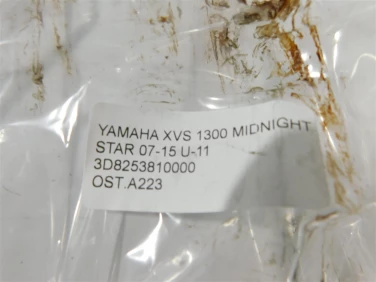 YAMAHA XVS 1300 MIDNIGHT
STAR 07-15 U-11
3D8253810000
OST.A223